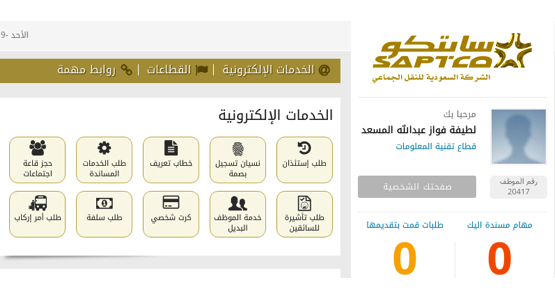 سابتكو
SAPTCO
الشركة السعودية للنقل الجماعي
الأحد -9
الخدمات الإلكترونية | القطاعات | روابط مهمة
مرحبا بك
لطيفة فواز عبدالله المسعد
قطاع تقنية المعلومات
رقم الموظف
20417
صفحتك الشخصية
مهام مسندة اليك
0
طلبات قمت بتقديمها
0
الخدمات الإلكترونية
طلب إستئذان
نسيان تسجيل بصمة
خطاب تعريف
طلب الخدمات المساندة
حجز قاعة اجتماعات
طلب تأشيرة للسائقين
خدمة الموظف البديل
كرت شخصي
طلب سلفة
طلب أمر إركاب